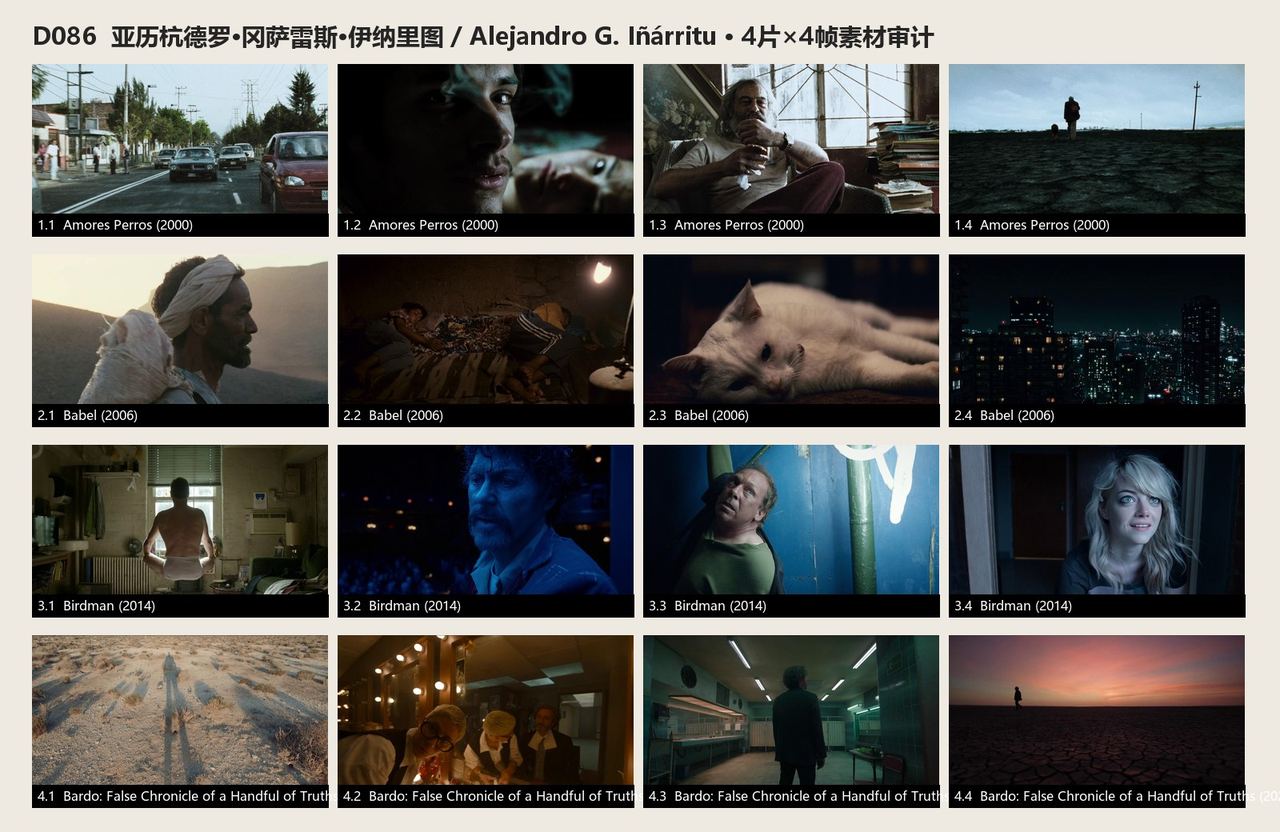 D086 亚历杭德罗•冈萨雷斯•伊纳里图 / Alejandro G. Iñárritu • 4片×4帧素材审计
1.1 Amores Perros (2000)
1.2 Amores Perros (2000)
1.3 Amores Perros (2000)
1.4 Amores Perros (2000)
2.1 Babel (2006)
2.2 Babel (2006)
2.3 Babel (2006)
2.4 Babel (2006)
3.1 Birdman (2014)
3.2 Birdman (2014)
3.3 Birdman (2014)
3.4 Birdman (2014)
4.1 Bardo: False Chronicle of a Handful of Truths
4.2 Bardo: False Chronicle of a Handful of Truths
4.3 Bardo: False Chronicle of a Handful of Truths
4.4 Bardo: False Chronicle of a Handful of Truths